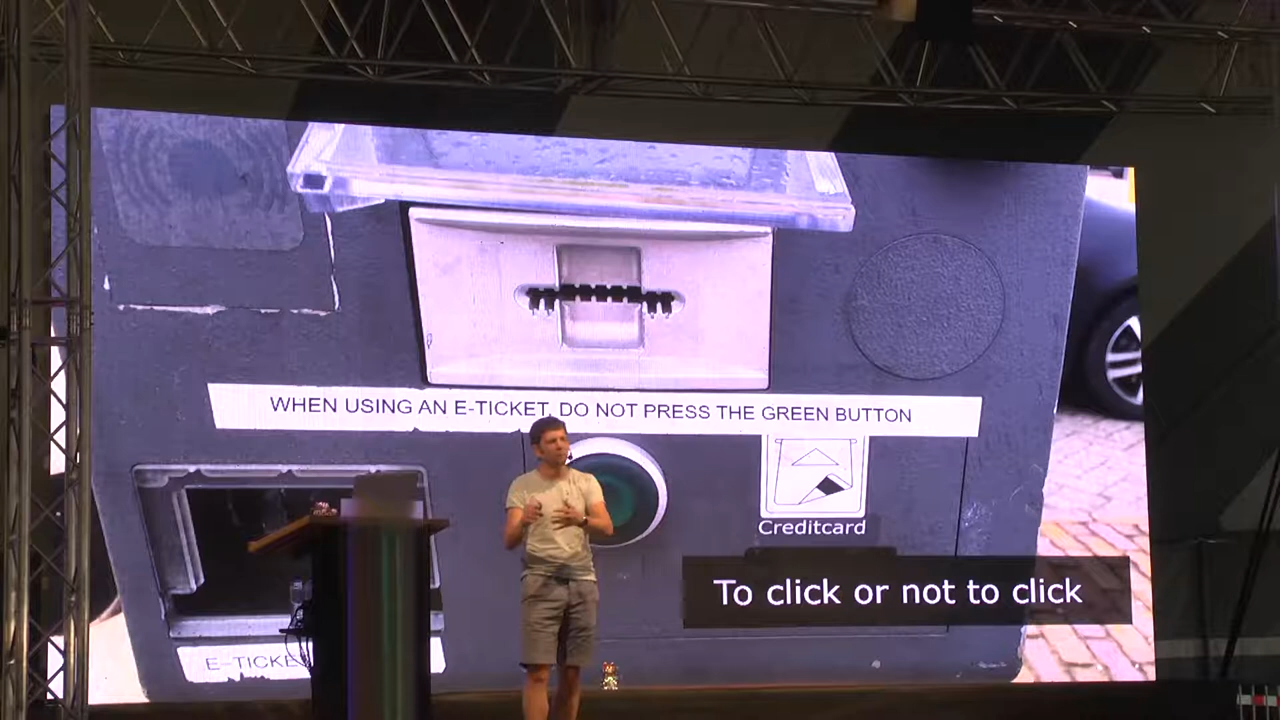 WHEN USING AN E-TICKET, DO NOT PRESS THE GREEN BUTTON
Creditcard
To click or not to click